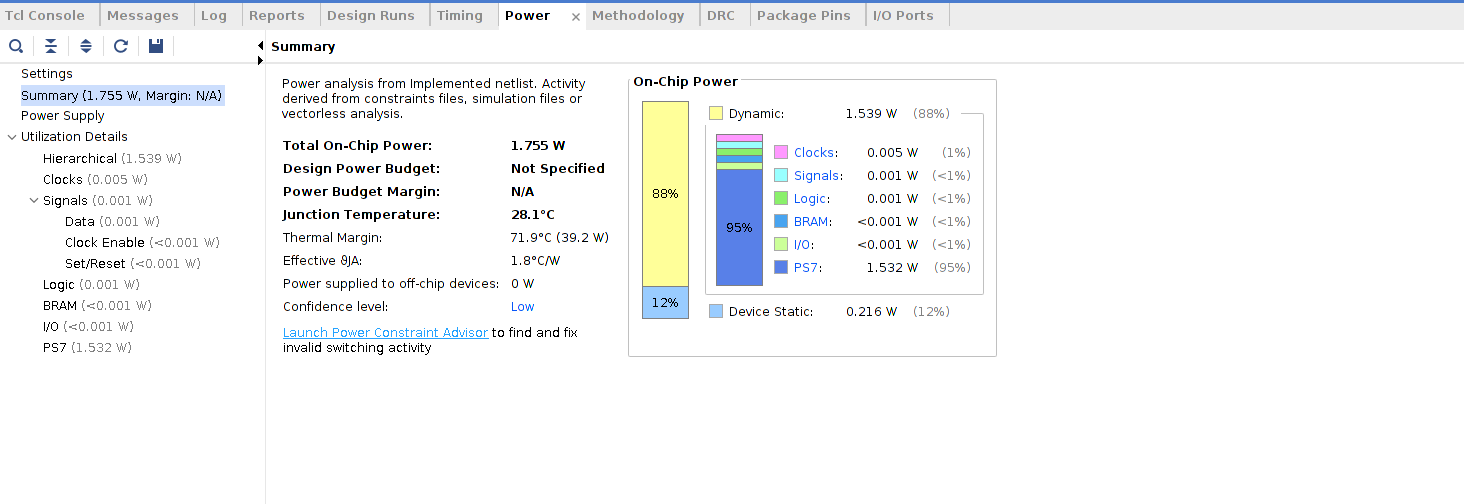 Tcl Console Messages Log Reports Design Runs Timing Power × Methodology DRC Package Pins I/O Ports
Summary
Settings
Summary (1.755 W, Margin: N/A)
Power Supply
Utilization Details
Hierarchical (1.539 W)
Clocks (0.005 W)
Signals (0.001 W)
Data (0.001 W)
Clock Enable (<0.001 W)
Set/Reset (<0.001 W)
Logic (0.001 W)
BRAM (<0.001 W)
I/O (<0.001 W)
PS7 (1.532 W)
Power analysis from Implemented netlist. Activity
derived from constraints files, simulation files or
vectorless analysis.
Total On-Chip Power: 1.755 W
Design Power Budget: Not Specified
Power Budget Margin: N/A
Junction Temperature: 28.1°C
Thermal Margin: 71.9°C (39.2 W)
Effective ϑJA: 1.8°C/W
Power supplied to off-chip devices: 0 W
Confidence level: Low
Launch Power Constraint Advisor to find and fix
invalid switching activity
On-Chip Power
88%
12%
Dynamic: 1.539 W (88%)
95%
Clocks: 0.005 W (1%)
Signals: 0.001 W (<1%)
Logic: 0.001 W (<1%)
BRAM: <0.001 W (<1%)
I/O: <0.001 W (<1%)
PS7: 1.532 W (95%)
Device Static: 0.216 W (12%)